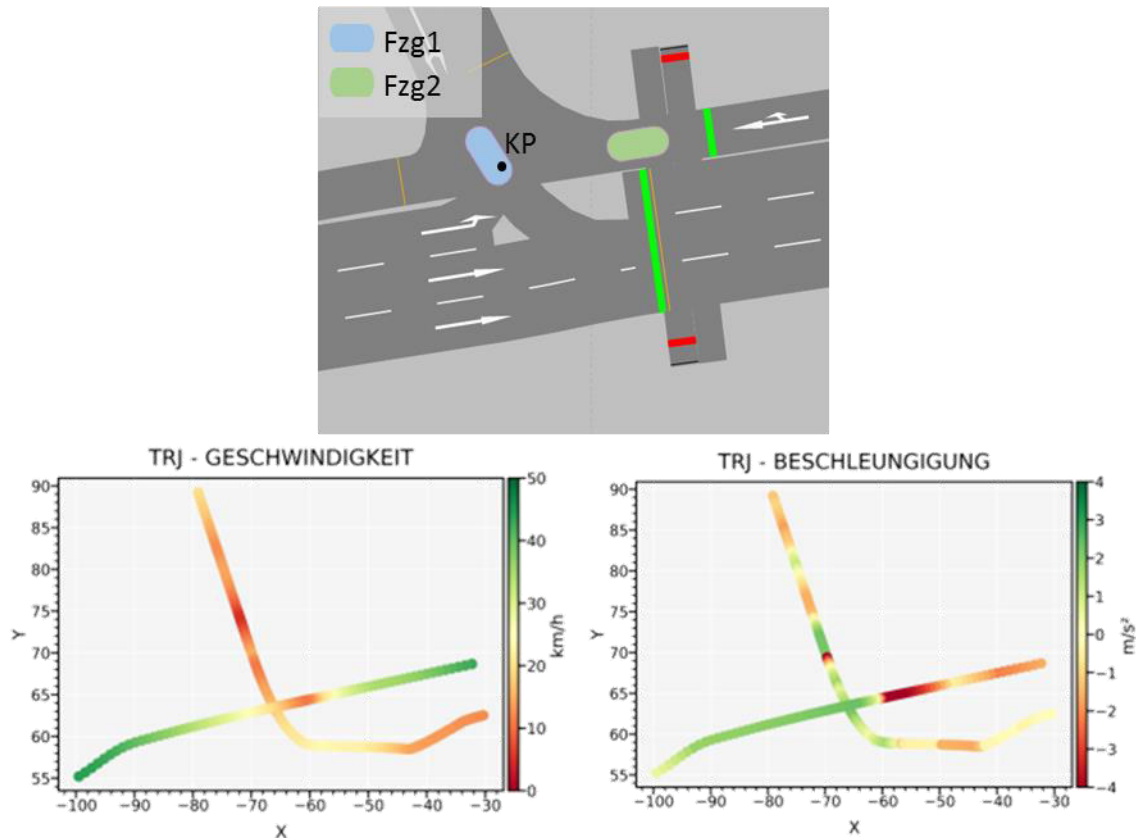 Fzg1
Fzg2
KP
TRJ - GESCHWINDIGKEIT
90
85
80
75
70
65
60
55
Y
−100 −90 −80 −70 −60 −50 −40 −30
X
50
40
30
20
10
0
km/h
TRJ - BESCHLEUNGIGUNG
90
85
80
75
70
65
60
55
Y
−100 −90 −80 −70 −60 −50 −40 −30
X
4
3
2
1
0
−1
−2
−3
−4
m/s²